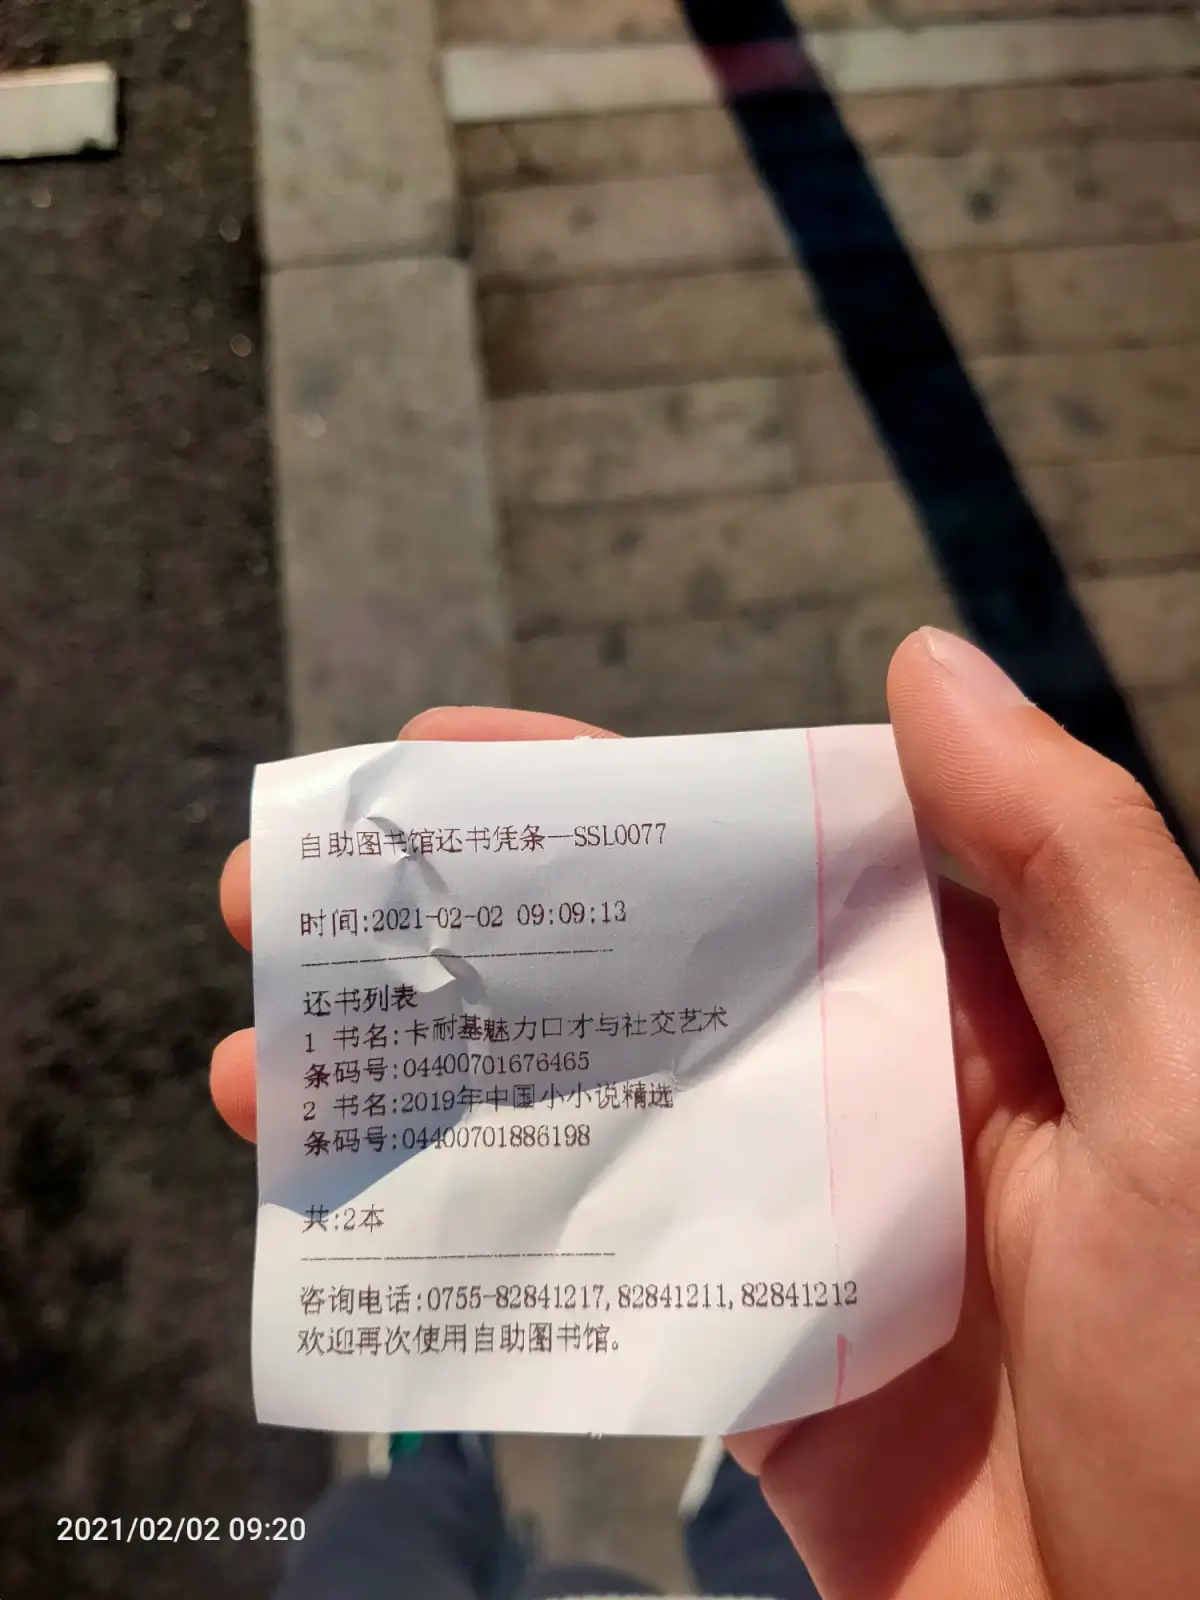 自助图书馆还书凭条—SSL0077
时间:2021-02-02 09:09:13
还书列表
1 书名:卡耐基魅力口才与社交艺术
条码号:04400701676465
2 书名:2019年中国小小说精选
条码号:04400701886198
共:2本
咨询电话:0755-82841217,82841211,82841212
欢迎再次使用自助图书馆。
2021/02/02 09:20